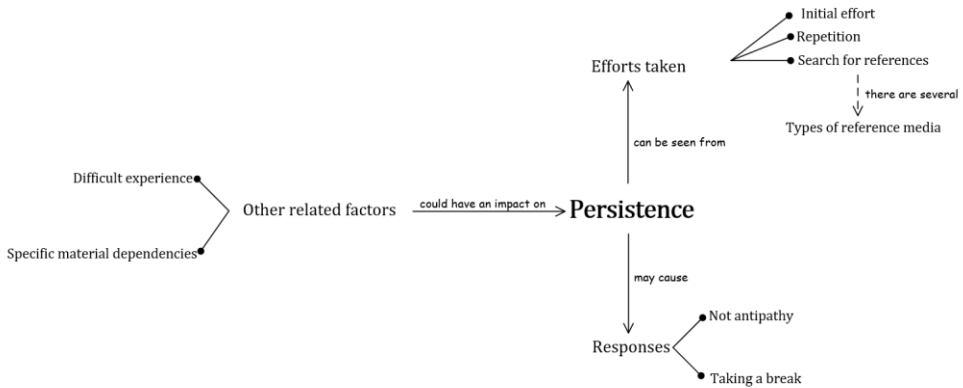 Initial effort
Repetition
Efforts taken
Search for references
there are several
Types of reference media
can be seen from
Difficult experience
Other related factors
could have an impact on
Persistence
Specific material dependencies
may cause
Not antipathy
Responses
Taking a break